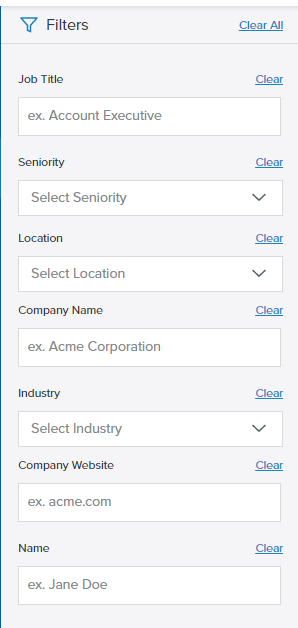 Filters Clear All
Job Title Clear
ex. Account Executive
Seniority Clear
Select Seniority
Location Clear
Select Location
Company Name Clear
ex. Acme Corporation
Industry Clear
Select Industry
Company Website Clear
ex. acme.com
Name Clear
ex. Jane Doe